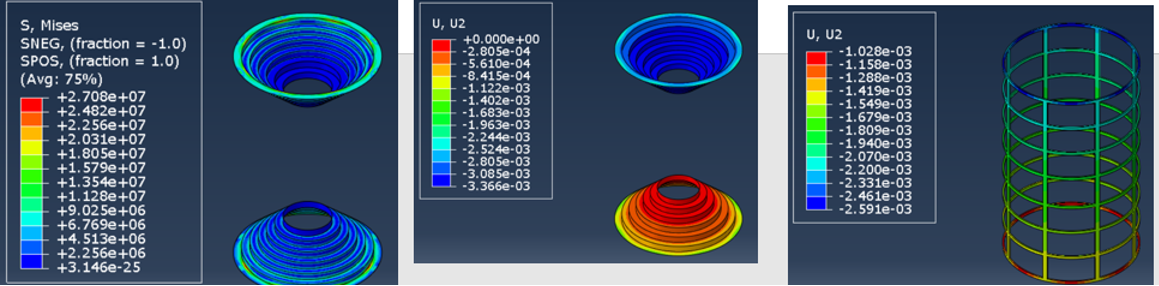 S, Mises
SNEG, (fraction = -1.0)
SPOS, (fraction = 1.0)
(Avg: 75%)
+2.708e+07
+2.482e+07
+2.256e+07
+2.031e+07
+1.805e+07
+1.579e+07
+1.354e+07
+1.128e+07
+9.025e+06
+6.769e+06
+4.513e+06
+2.256e+06
+3.146e-25
U, U2
+0.000e+00
-2.805e-04
-5.610e-04
-8.415e-04
-1.122e-03
-1.402e-03
-1.683e-03
-1.963e-03
-2.244e-03
-2.524e-03
-2.805e-03
-3.085e-03
-3.366e-03
U, U2
-1.028e-03
-1.158e-03
-1.288e-03
-1.419e-03
-1.549e-03
-1.679e-03
-1.809e-03
-1.940e-03
-2.070e-03
-2.200e-03
-2.331e-03
-2.461e-03
-2.591e-03